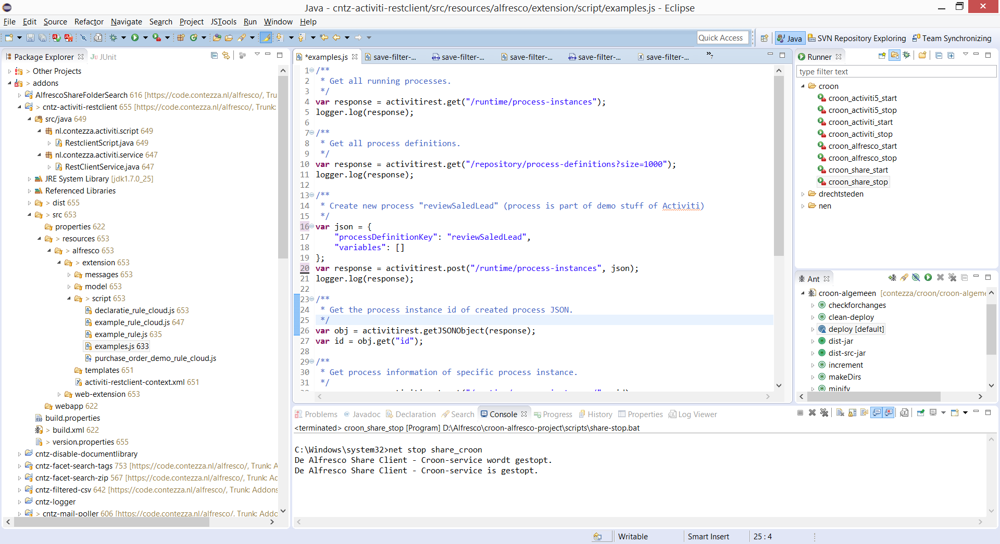 Java - cntz-activiti-restclient/src/resources/alfresco/extension/script/examples.js - Eclipse
File Edit Source Refactor Navigate Search Project JSTools Run Window Help
Quick Access
Java
SVN Repository Exploring
Team Synchronizing
Package Explorer
JUnit
> Other Projects
> addons
AlfrescoShareFolderSearch 616 [https://code.contezza.nl/alfresco/, Tru
> cntz-activiti-restclient 655 [https://code.contezza.nl/alfresco/, Trunk:
src/java 649
nl.contezza.activiti.script 649
RestclientScript.java 649
nl.contezza.activiti.service 647
RestClientService.java 647
JRE System Library [jdk1.7.0_25]
Referenced Libraries
> dist 655
> src 653
properties 622
> resources 653
> alfresco 653
> extension 653
messages 653
model 653
> script 653
declaratie_rule_cloud.js 653
example_rule_cloud.js 647
example_rule.js 635
examples.js 633
purchase_order_demo_rule_cloud.js
templates 651
activiti-restclient-context.xml 651
web-extension 653
webapp 622
build.properties
> build.xml 622
> version.properties 655
cntz-disable-documentlibrary
cntz-facet-search-tags 753 [https://code.contezza.nl/alfresco/, Trunk: A
cntz-facet-search-zip 567 [https://code.contezza.nl/alfresco/, Trunk: Ac
cntz-filtered-csv 642 [https://code.contezza.nl/alfresco/, Trunk: Addons
cntz-logger
> cntz-mail-poller 606 [https://code.contezza.nl/alfresco/, Trunk: Addc
*examples.js
save-filter-...
save-filter-...
save-filter-...
save-filter-...
save-filter-...
»7
1 /**
2  * Get all running processes.
3  */
4 var response = activitirest.get("/runtime/process-instances");
5 logger.log(response);
6
7 /**
8  * Get all process definitions.
9  */
10 var response = activitirest.get("/repository/process-definitions?size=1000");
11 logger.log(response);
12
13 /**
14  * Create new process "reviewSaledLead" (process is part of demo stuff of Activiti)
15  */
16 var json = {
17     "processDefinitionKey": "reviewSaledLead",
18     "variables": []
19 };
20 var response = activitirest.post("/runtime/process-instances", json);
21 logger.log(response);
22
23 /**
24  * Get the process instance id of created process JSON.
25  */
26 var obj = activitirest.getJSONObject(response);
27 var id = obj.get("id");
28
29 /**
30  * Get process information of specific process instance.
31  */
Runner
type filter text
croon
croon_activiti5_start
croon_activiti5_stop
croon_activiti_start
croon_activiti_stop
croon_alfresco_start
croon_alfresco_stop
croon_share_start
croon_share_stop
drechtsteden
nen
Ant
croon-algemeen [contezza/croon/croon-algeme
checkforchanges
clean-deploy
deploy [default]
dist-jar
dist-src-jar
increment
makeDirs
minify
Problems
Javadoc
Declaration
Search
Console
Progress
History
Properties
Log Viewer
<terminated> croon_share_stop [Program] D:\Alfresco\croon-alfresco-project\scripts\share-stop.bat
C:\Windows\system32>net stop share_croon
De Alfresco Share Client - Croon-service wordt gestopt.
De Alfresco Share Client - Croon-service is gestopt.
Writable
Smart Insert
25 : 4